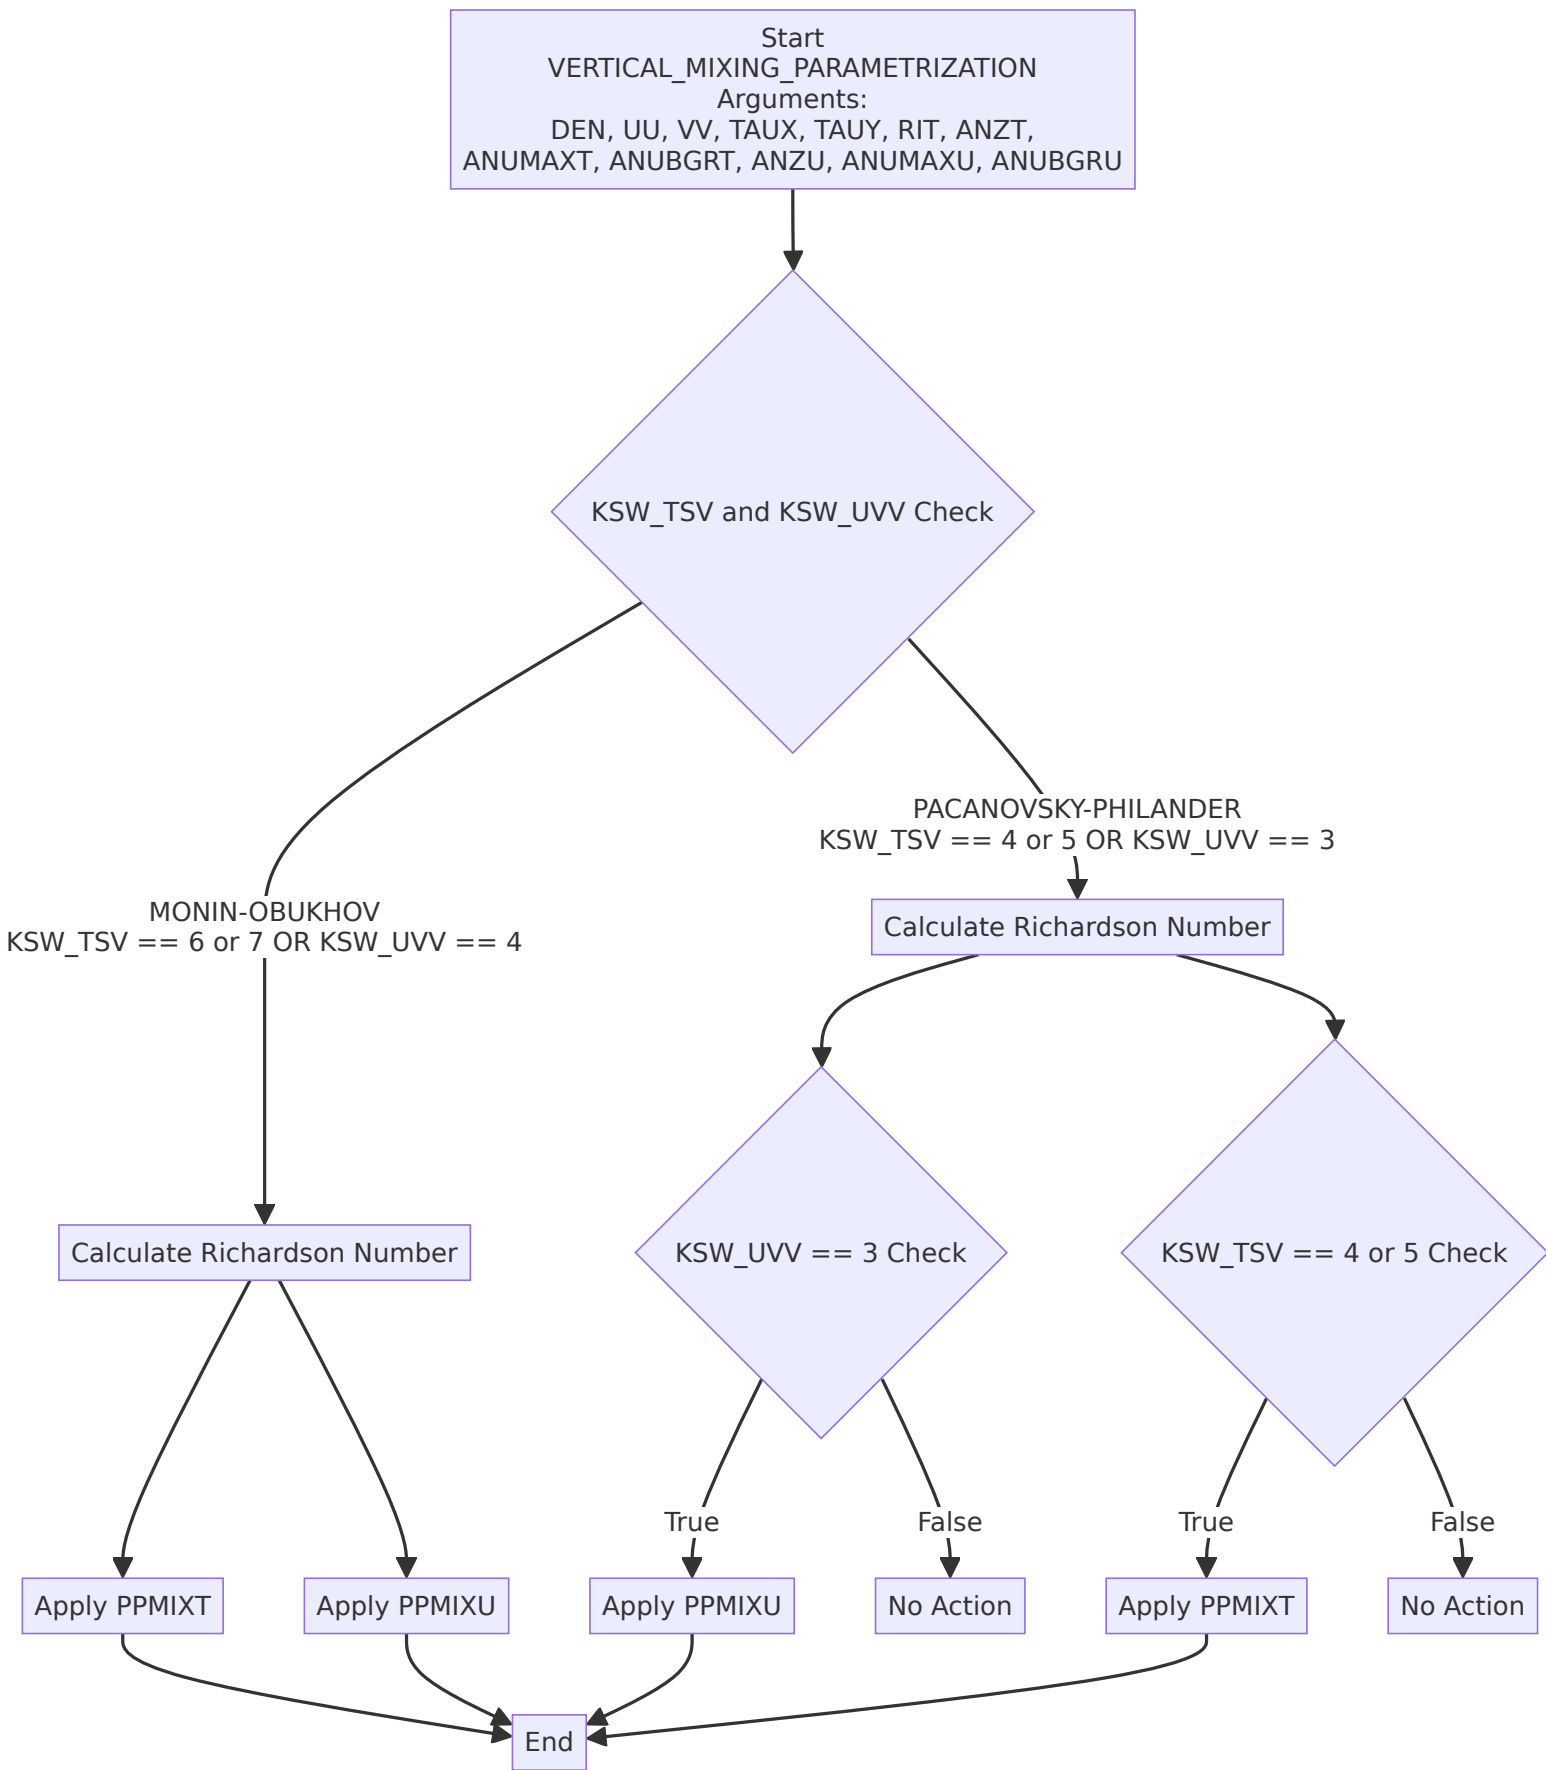 Start
VERTICAL_MIXING_PARAMETRIZATION
Arguments:
DEN, UU, VV, TAUX, TAUY, RIT, ANZT,
ANUMAXT, ANUBGRT, ANZU, ANUMAXU, ANUBGRU
KSW_TSV and KSW_UVV Check
PACANOVSKY-PHILANDER
KSW_TSV == 4 or 5 OR KSW_UVV == 3
MONIN-OBUKHOV
KSW_TSV == 6 or 7 OR KSW_UVV == 4
Calculate Richardson Number
Calculate Richardson Number
KSW_UVV == 3 Check
KSW_TSV == 4 or 5 Check
True
False
True
False
Apply PPMIXT
Apply PPMIXU
Apply PPMIXU
No Action
Apply PPMIXT
No Action
End